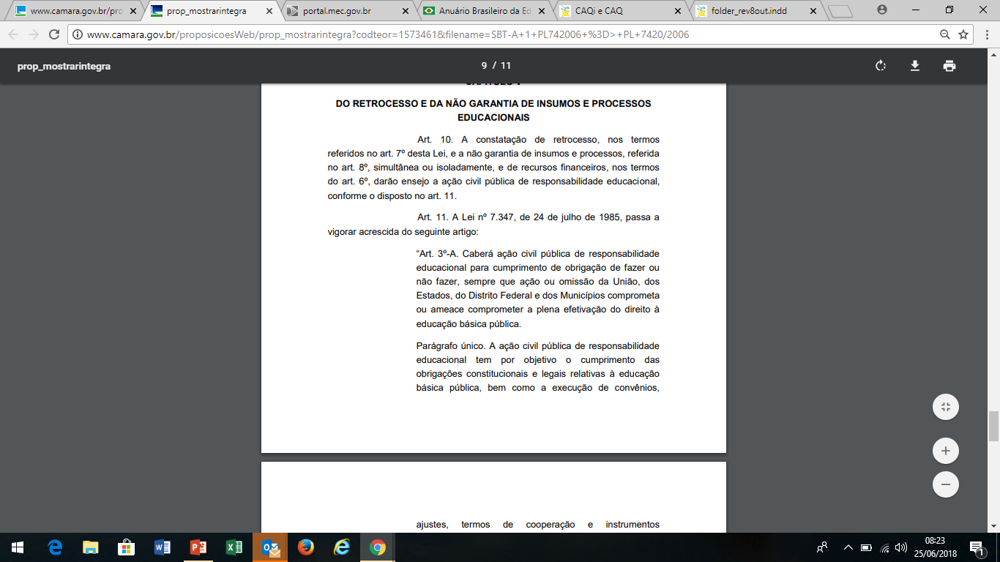 www.camara.gov.br/pro
prop_mostrarintegra
portal.mec.gov.br
Anuário Brasileiro da Ed
CAQi e CAQ
folder_rev8out.indd
www.camara.gov.br/proposicoesWeb/prop_mostrarintegra?codteor=1573461&filename=SBT-A+1+PL742006+%3D>+PL+7420/2006
prop_mostrarintegra
9 / 11
DO RETROCESSO E DA NÃO GARANTIA DE INSUMOS E PROCESSOS
EDUCACIONAIS
Art. 10. A constatação de retrocesso, nos termos
referidos no art. 7º desta Lei, e a não garantia de insumos e processos, referida
no art. 8º, simultânea ou isoladamente, e de recursos financeiros, nos termos
do art. 6º, darão ensejo a ação civil pública de responsabilidade educacional,
conforme o disposto no art. 11.
Art. 11. A Lei nº 7.347, de 24 de julho de 1985, passa a
vigorar acrescida do seguinte artigo:
“Art. 3º-A. Caberá ação civil pública de responsabilidade
educacional para cumprimento de obrigação de fazer ou
não fazer, sempre que ação ou omissão da União, dos
Estados, do Distrito Federal e dos Municípios comprometa
ou ameace comprometer a plena efetivação do direito à
educação básica pública.
Parágrafo único. A ação civil pública de responsabilidade
educacional tem por objetivo o cumprimento das
obrigações constitucionais e legais relativas à educação
básica pública, bem como a execução de convênios,
ajustes, termos de cooperação e instrumentos
08:23
25/06/2018
1